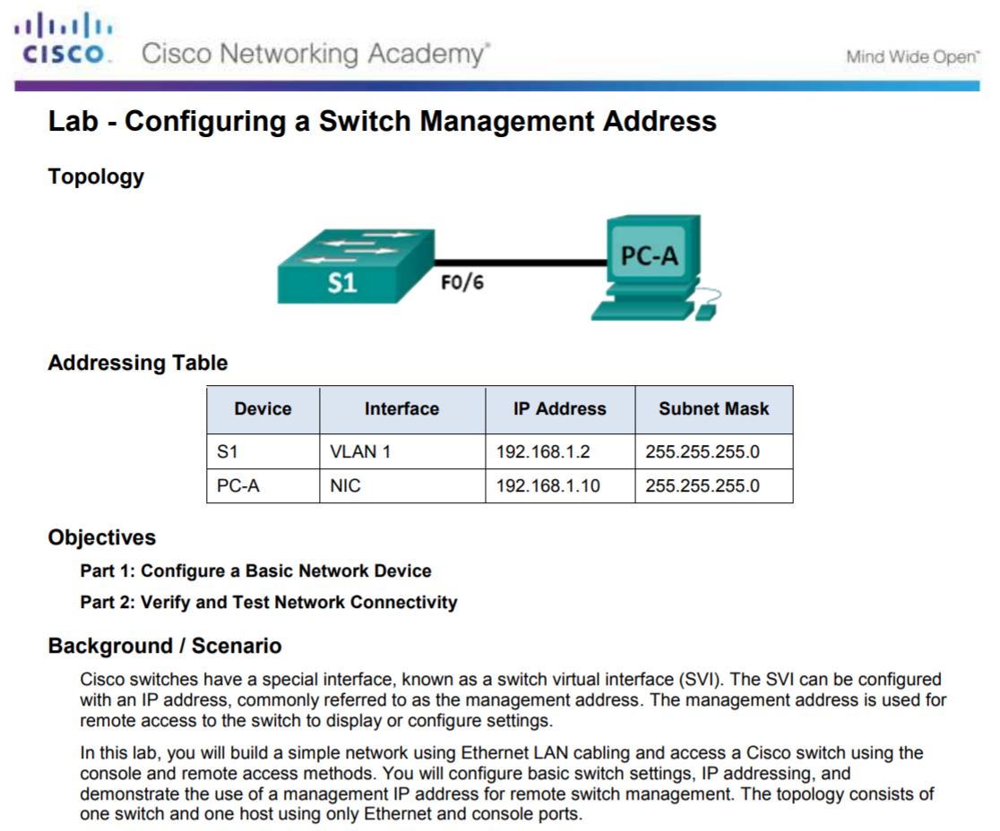 CISCO. Cisco Networking Academy® Mind Wide Open™
Lab - Configuring a Switch Management Address
Topology
S1 F0/6 PC-A
Addressing Table
Device Interface IP Address Subnet Mask
S1 VLAN 1 192.168.1.2 255.255.255.0
PC-A NIC 192.168.1.10 255.255.255.0
Objectives
Part 1: Configure a Basic Network Device
Part 2: Verify and Test Network Connectivity
Background / Scenario
Cisco switches have a special interface, known as a switch virtual interface (SVI). The SVI can be configured
with an IP address, commonly referred to as the management address. The management address is used for
remote access to the switch to display or configure settings.
In this lab, you will build a simple network using Ethernet LAN cabling and access a Cisco switch using the
console and remote access methods. You will configure basic switch settings, IP addressing, and
demonstrate the use of a management IP address for remote switch management. The topology consists of
one switch and one host using only Ethernet and console ports.